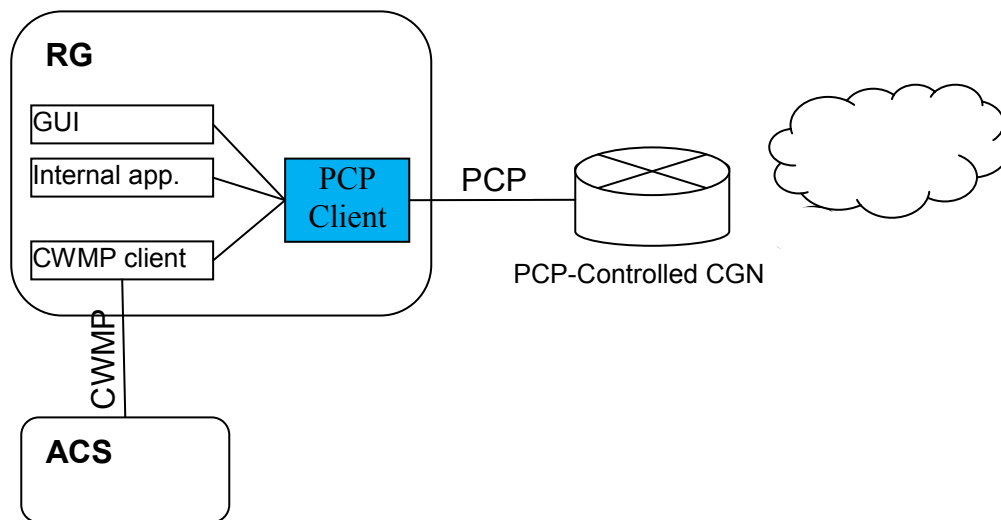 RG
GUI
Internal app.
CWMP client
PCP
Client
PCP
PCP-Controlled CGN
CWMP
ACS